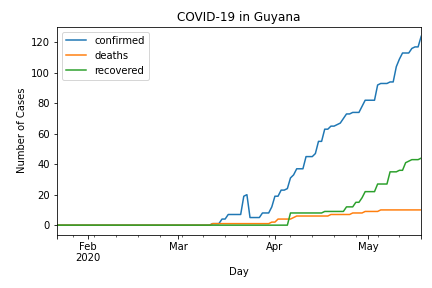 COVID-19 in Guyana
confirmed
deaths
recovered
Number of Cases
120
100
80
60
40
20
0
Feb
2020
Mar
Apr
May
Day